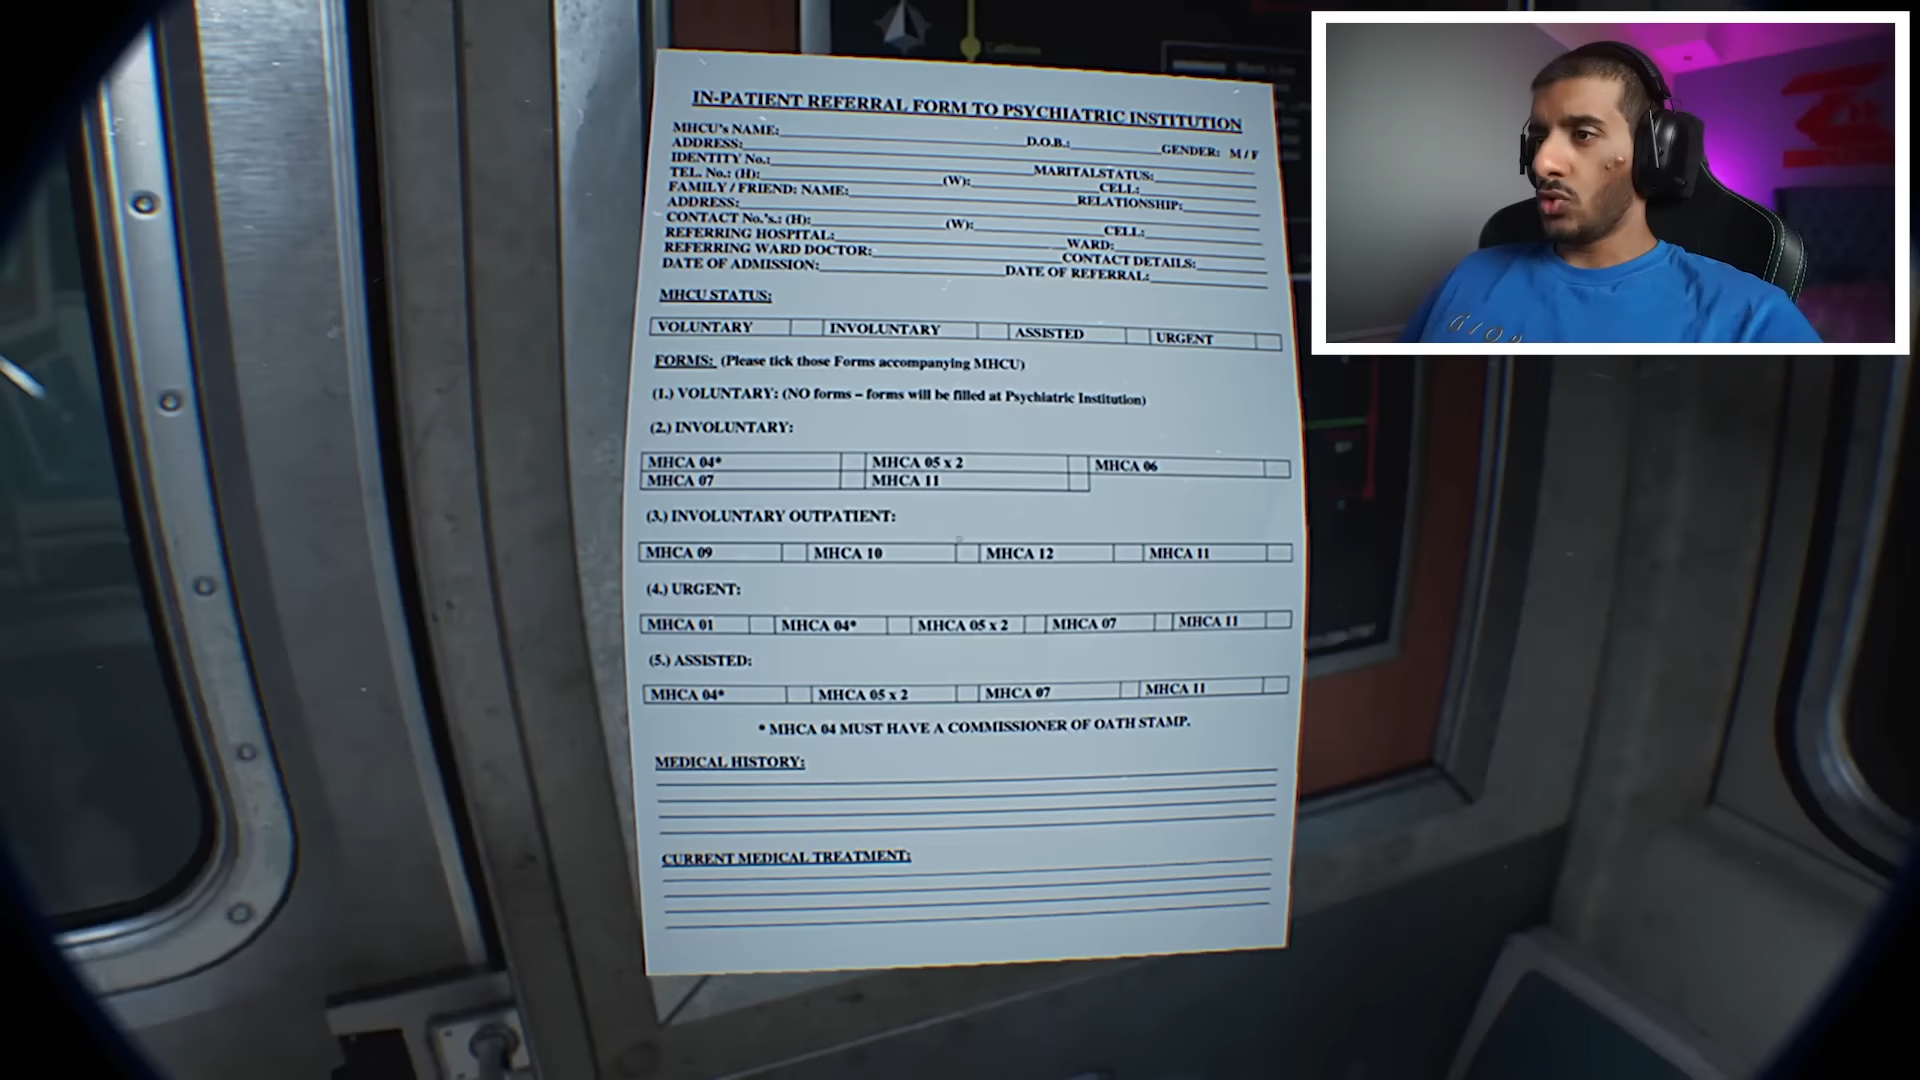 IN-PATIENT REFERRAL FORM TO PSYCHIATRIC INSTITUTION
MHCU's NAME: D.O.B.: GENDER: M / F
ADDRESS:
IDENTITY No.: MARITALSTATUS:
TEL. No.: (H): (W): CELL:
FAMILY / FRIEND: NAME: RELATIONSHIP:
ADDRESS:
CONTACT No.'s.: (H): (W): CELL:
REFERRING HOSPITAL: WARD:
REFERRING WARD DOCTOR: CONTACT DETAILS:
DATE OF ADMISSION: DATE OF REFERRAL:
MHCU STATUS:
VOLUNTARY INVOLUNTARY ASSISTED URGENT
FORMS: (Please tick those Forms accompanying MHCU)
(1.) VOLUNTARY: (NO forms – forms will be filled at Psychiatric Institution)
(2.) INVOLUNTARY:
MHCA 04* MHCA 05 x 2 MHCA 06
MHCA 07 MHCA 11
(3.) INVOLUNTARY OUTPATIENT:
MHCA 09 MHCA 10 MHCA 12 MHCA 11
(4.) URGENT:
MHCA 01 MHCA 04* MHCA 05 x 2 MHCA 07 MHCA 11
(5.) ASSISTED:
MHCA 04* MHCA 05 x 2 MHCA 07 MHCA 11
* MHCA 04 MUST HAVE A COMMISSIONER OF OATH STAMP.
MEDICAL HISTORY:
CURRENT MEDICAL TREATMENT: